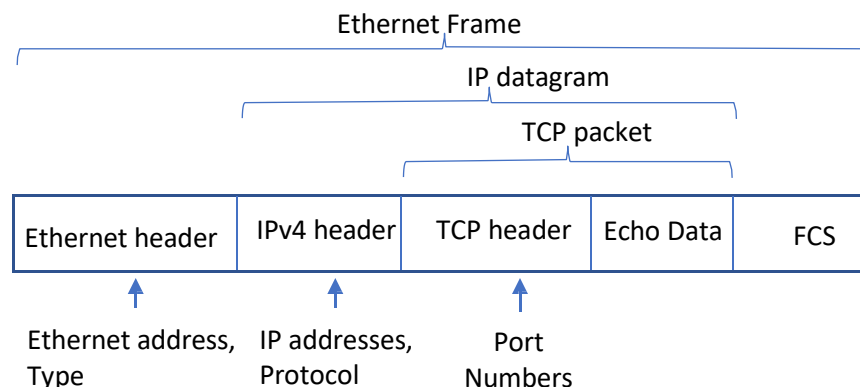 Ethernet Frame
IP datagram
TCP packet
Ethernet header
IPv4 header
TCP header
Echo Data
FCS
Ethernet address,
Type
IP addresses,
Protocol
Port
Numbers